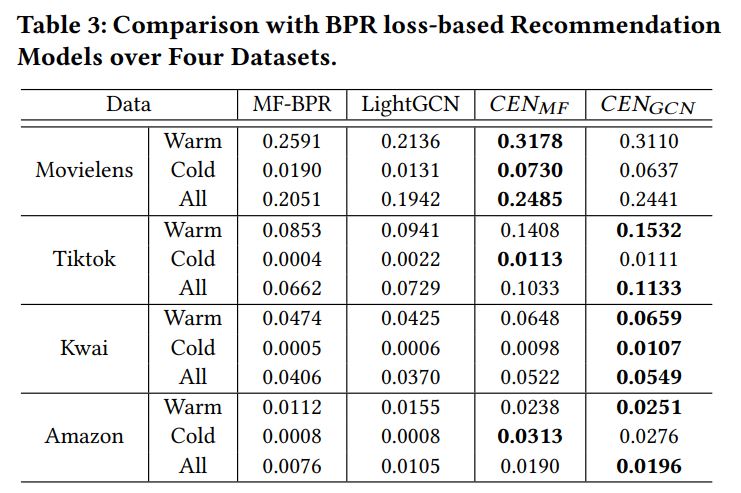 Table 3: Comparison with BPR loss-based Recommendation
Models over Four Datasets.
Data MF-BPR LightGCN CEN_MF CEN_GCN
Movielens Warm 0.2591 0.2136 0.3178 0.3110
Cold 0.0190 0.0131 0.0730 0.0637
All 0.2051 0.1942 0.2485 0.2441
Tiktok Warm 0.0853 0.0941 0.1408 0.1532
Cold 0.0004 0.0022 0.0113 0.0111
All 0.0662 0.0729 0.1033 0.1133
Kwai Warm 0.0474 0.0425 0.0648 0.0659
Cold 0.0005 0.0006 0.0098 0.0107
All 0.0406 0.0370 0.0522 0.0549
Amazon Warm 0.0112 0.0155 0.0238 0.0251
Cold 0.0008 0.0008 0.0313 0.0276
All 0.0076 0.0105 0.0190 0.0196